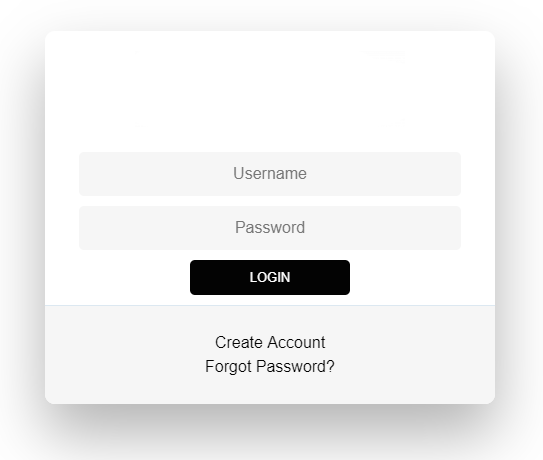 Username
Password
LOGIN
Create Account
Forgot Password?